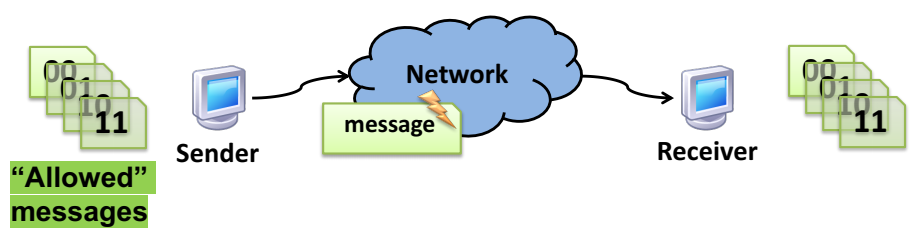 00
01
10
11
Sender
"Allowed"
messages
Network
message
Receiver
00
01
10
11